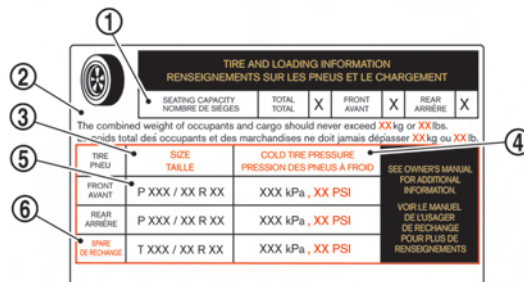 ①
TIRE AND LOADING INFORMATION
RENSEIGNEMENTS SUR LES PNEUS ET LE CHARGEMENT
②
SEATING CAPACITY TOTAL X FRONT X REAR X
NOMBRE DE SIÈGES TOTAL AVANT ARRIÈRE
③
The combined weight of occupants and cargo should never exceed XX kg or XX lbs.
poids total des occupants et des marchandises ne doit jamais dépasser XX kg ou XX lb.
④
TIRE SIZE COLD TIRE PRESSURE
PNEU TAILLE PRESSION DES PNEUS À FROID
⑤
FRONT P XXX / XX R XX XXX kPa , XX PSI
AVANT
REAR P XXX / XX R XX XXX kPa , XX PSI
ARRIÈRE
⑥
SPARE T XXX / XX R XX XXX kPa , XX PSI
DE RECHANGE
SEE OWNER'S MANUAL
FOR ADDITIONAL
INFORMATION.
VOIR LE MANUEL
DE L'USAGER
DE RECHANGE
POUR PLUS DE
RENSEIGNEMENTS